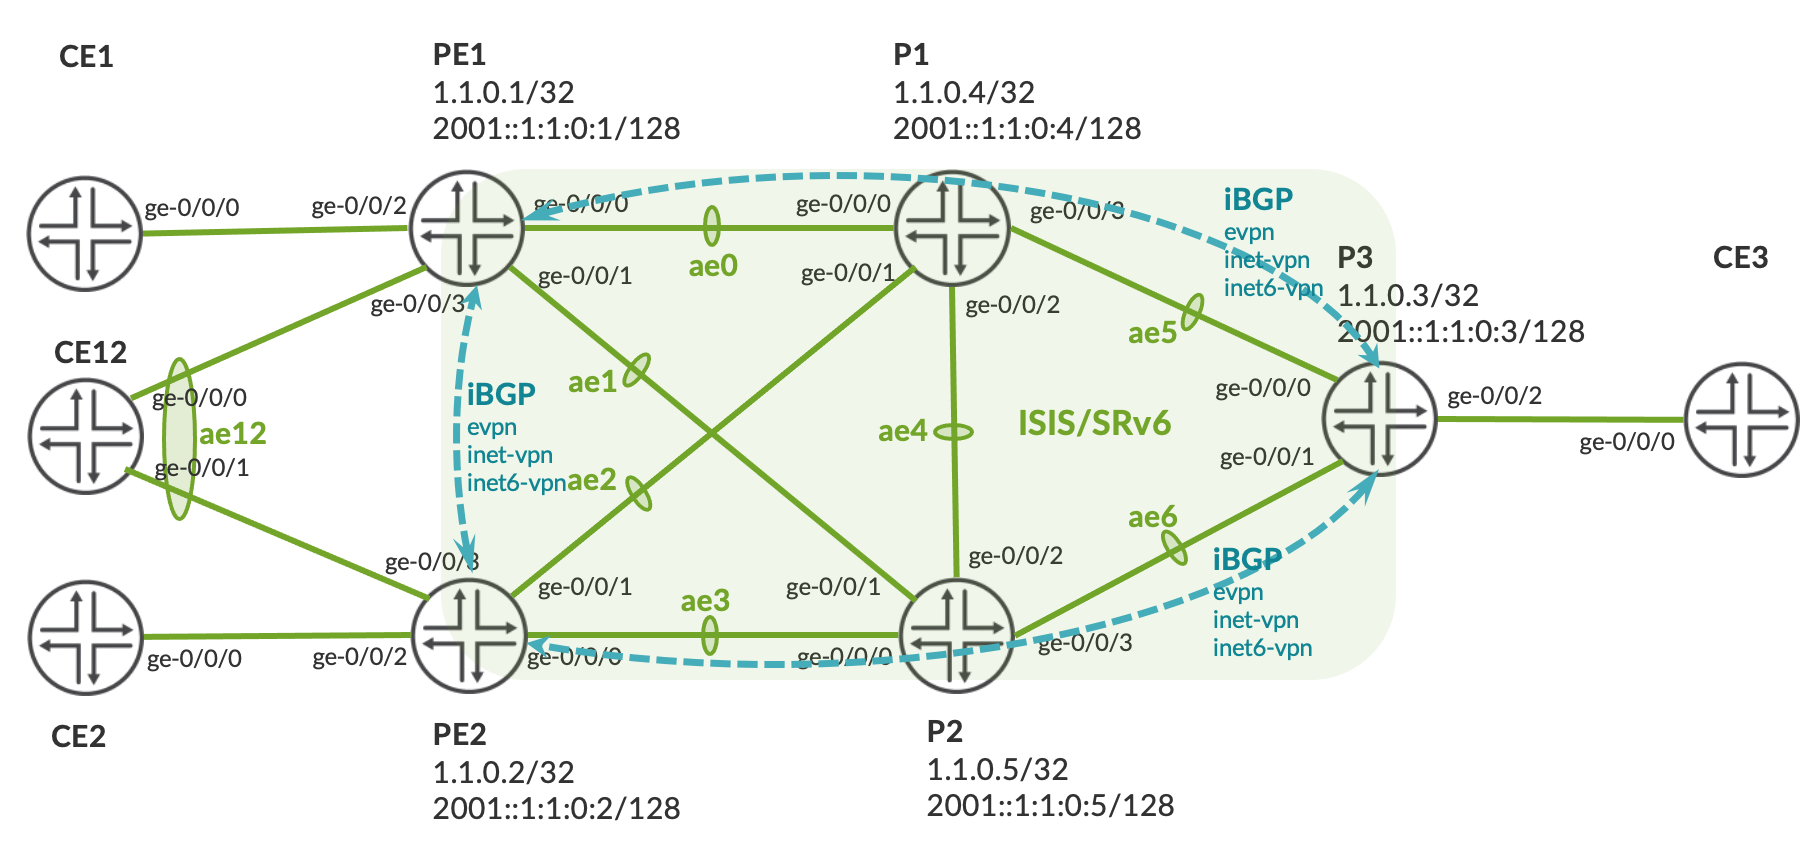 CE1
PE1
1.1.0.1/32
2001::1:1:0:1/128
P1
1.1.0.4/32
2001::1:1:0:4/128
ge-0/0/0
ge-0/0/2
ge-0/0/0
ge-0/0/0
ge-0/0/3
iBGP
evpn
inet-vpn
inet6-vpn
P3
1.1.0.3/32
2001::1:1:0:3/128
CE3
ae0
ge-0/0/1
ge-0/0/1
ge-0/0/3
ge-0/0/2
ae5
CE12
ge-0/0/0
ae12
ge-0/0/1
ae1
iBGP
evpn
inet-vpn
inet6-vpn
ae2
ae4
ISIS/SRv6
ge-0/0/0
ge-0/0/2
ge-0/0/0
ge-0/0/1
ae6
iBGP
evpn
inet-vpn
inet6-vpn
ge-0/0/3
ge-0/0/1
ae3
ge-0/0/1
ge-0/0/2
ge-0/0/0
ge-0/0/2
ge-0/0/0
ge-0/0/0
ge-0/0/3
CE2
PE2
1.1.0.2/32
2001::1:1:0:2/128
P2
1.1.0.5/32
2001::1:1:0:5/128